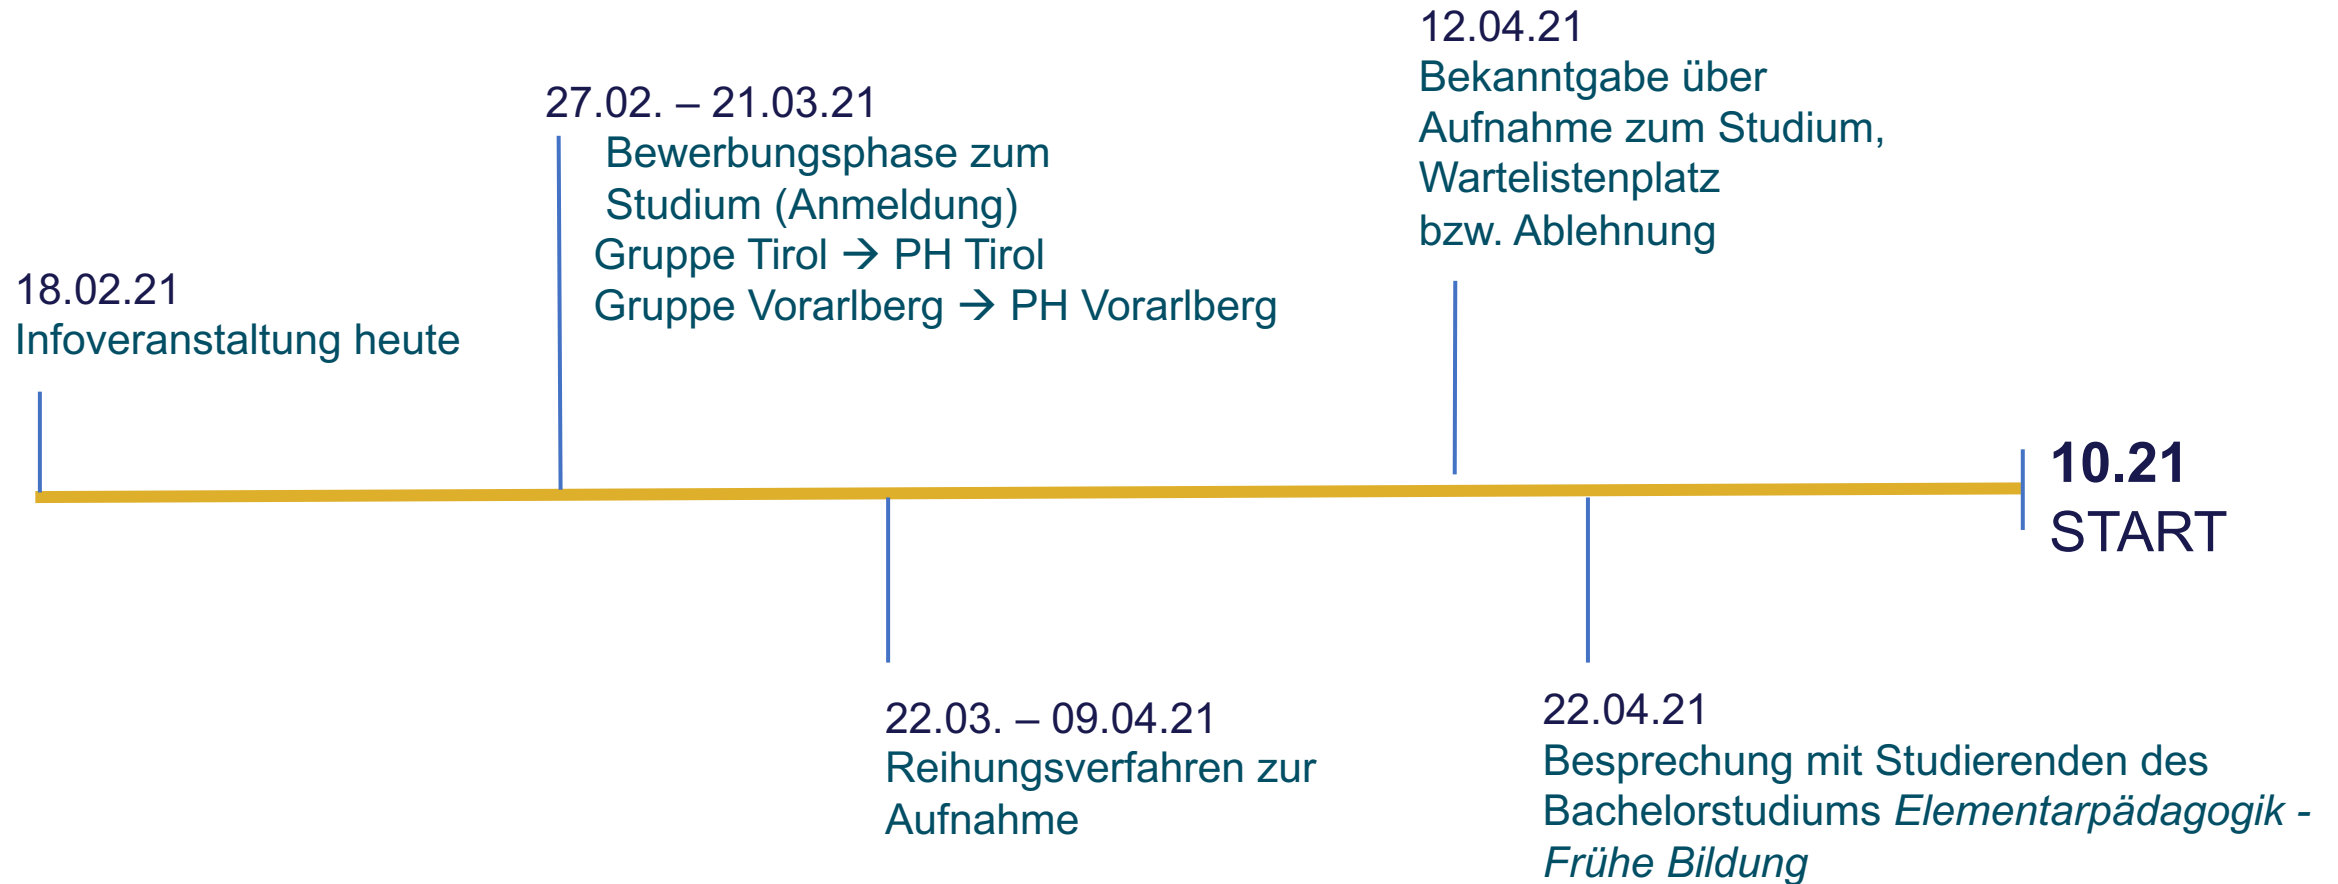 18.02.21
Infoveranstaltung heute
27.02. – 21.03.21
Bewerbungsphase zum
Studium (Anmeldung)
Gruppe Tirol → PH Tirol
Gruppe Vorarlberg → PH Vorarlberg
22.03. – 09.04.21
Reihungsverfahren zur
Aufnahme
12.04.21
Bekanntgabe über
Aufnahme zum Studium,
Wartelistenplatz
bzw. Ablehnung
22.04.21
Besprechung mit Studierenden des
Bachelorstudiums Elementarpädagogik -
Frühe Bildung
10.21
START